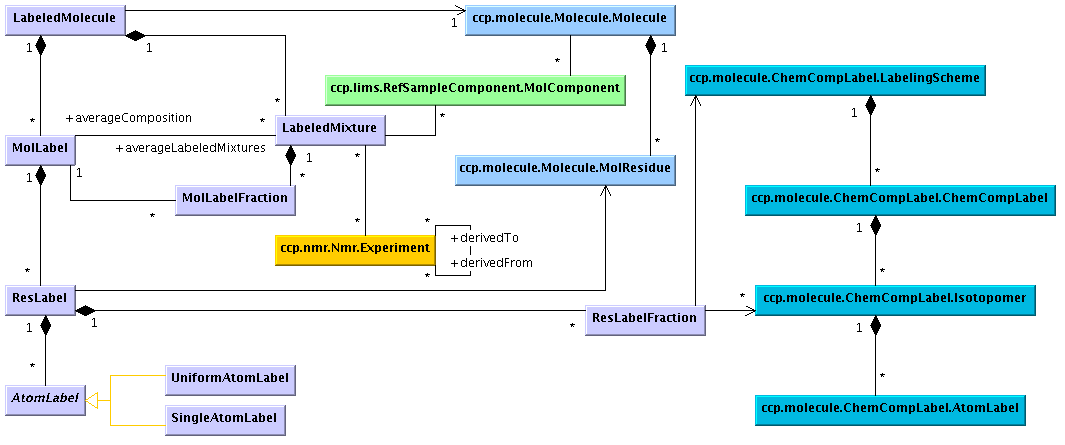 LabeledMolecule
1
1
1
ccp.molecule.Molecule.Molecule
1
*
ccp.molecule.ChemCompLabel.LabelingScheme
ccp.lims.RefSampleComponent.MolComponent
*
1
*
+averageComposition
*
*
LabeledMixture
MolLabel
+averageLabeledMixtures
*
1
*
1
1
ccp.molecule.Molecule.MolResidue
*
*
MolLabelFraction
*
*
ccp.molecule.ChemCompLabel.ChemCompLabel
*
*
+derivedTo
1
ccp.nmr.Nmr.Experiment
+derivedFrom
*
*
*
ResLabel
*
ccp.molecule.ChemCompLabel.Isotopomer
1
1
*
ResLabelFraction
1
*
*
AtomLabel
UniformAtomLabel
SingleAtomLabel
ccp.molecule.ChemCompLabel.AtomLabel